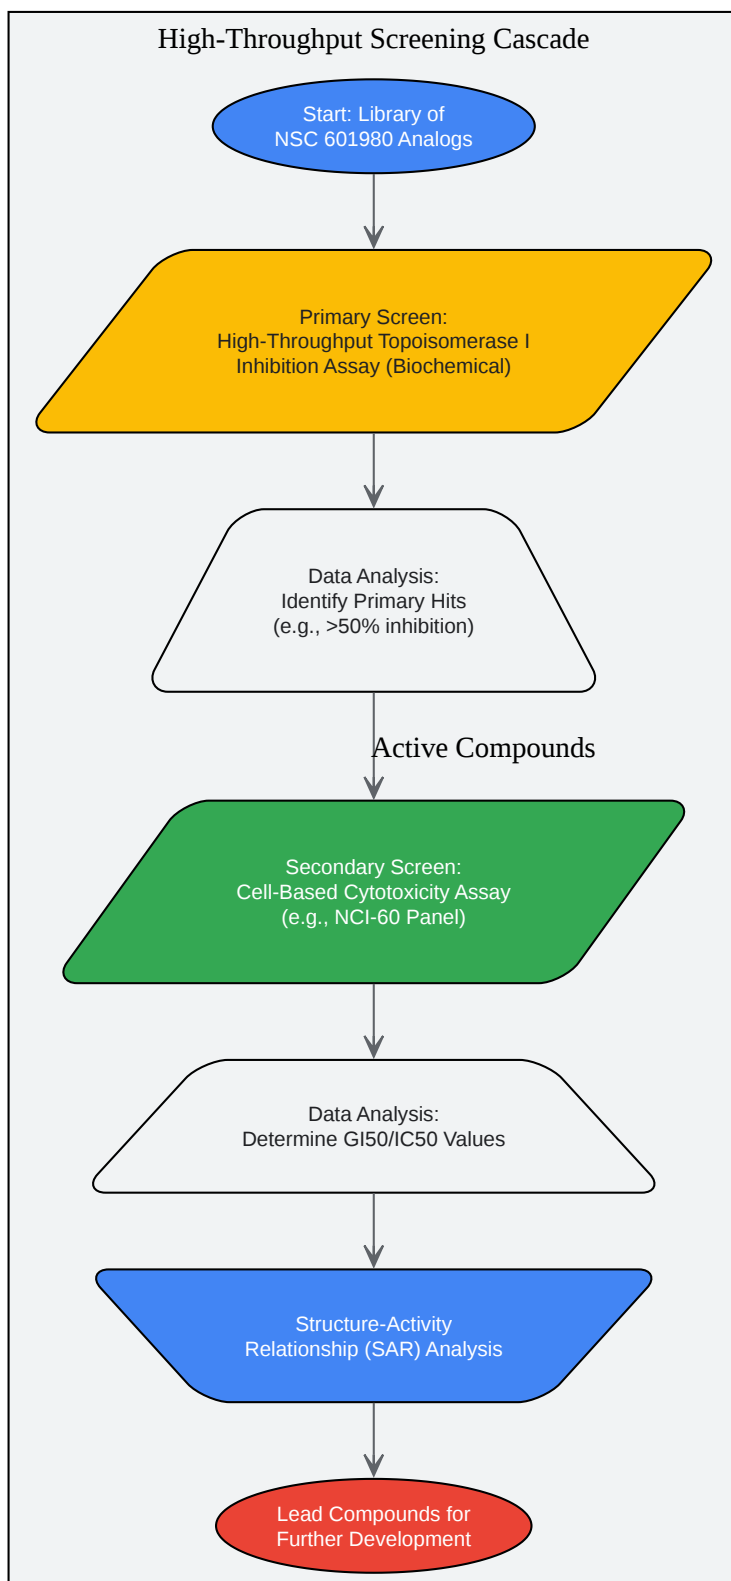 High-Throughput Screening Cascade
Start: Library of
NSC 601980 Analogs
Primary Screen:
High-Throughput Topoisomerase I
Inhibition Assay (Biochemical)
Data Analysis:
Identify Primary Hits
(e.g., >50% inhibition)
Active Compounds
Secondary Screen:
Cell-Based Cytotoxicity Assay
(e.g., NCI-60 Panel)
Data Analysis:
Determine GI50/IC50 Values
Structure-Activity
Relationship (SAR) Analysis
Lead Compounds for
Further Development